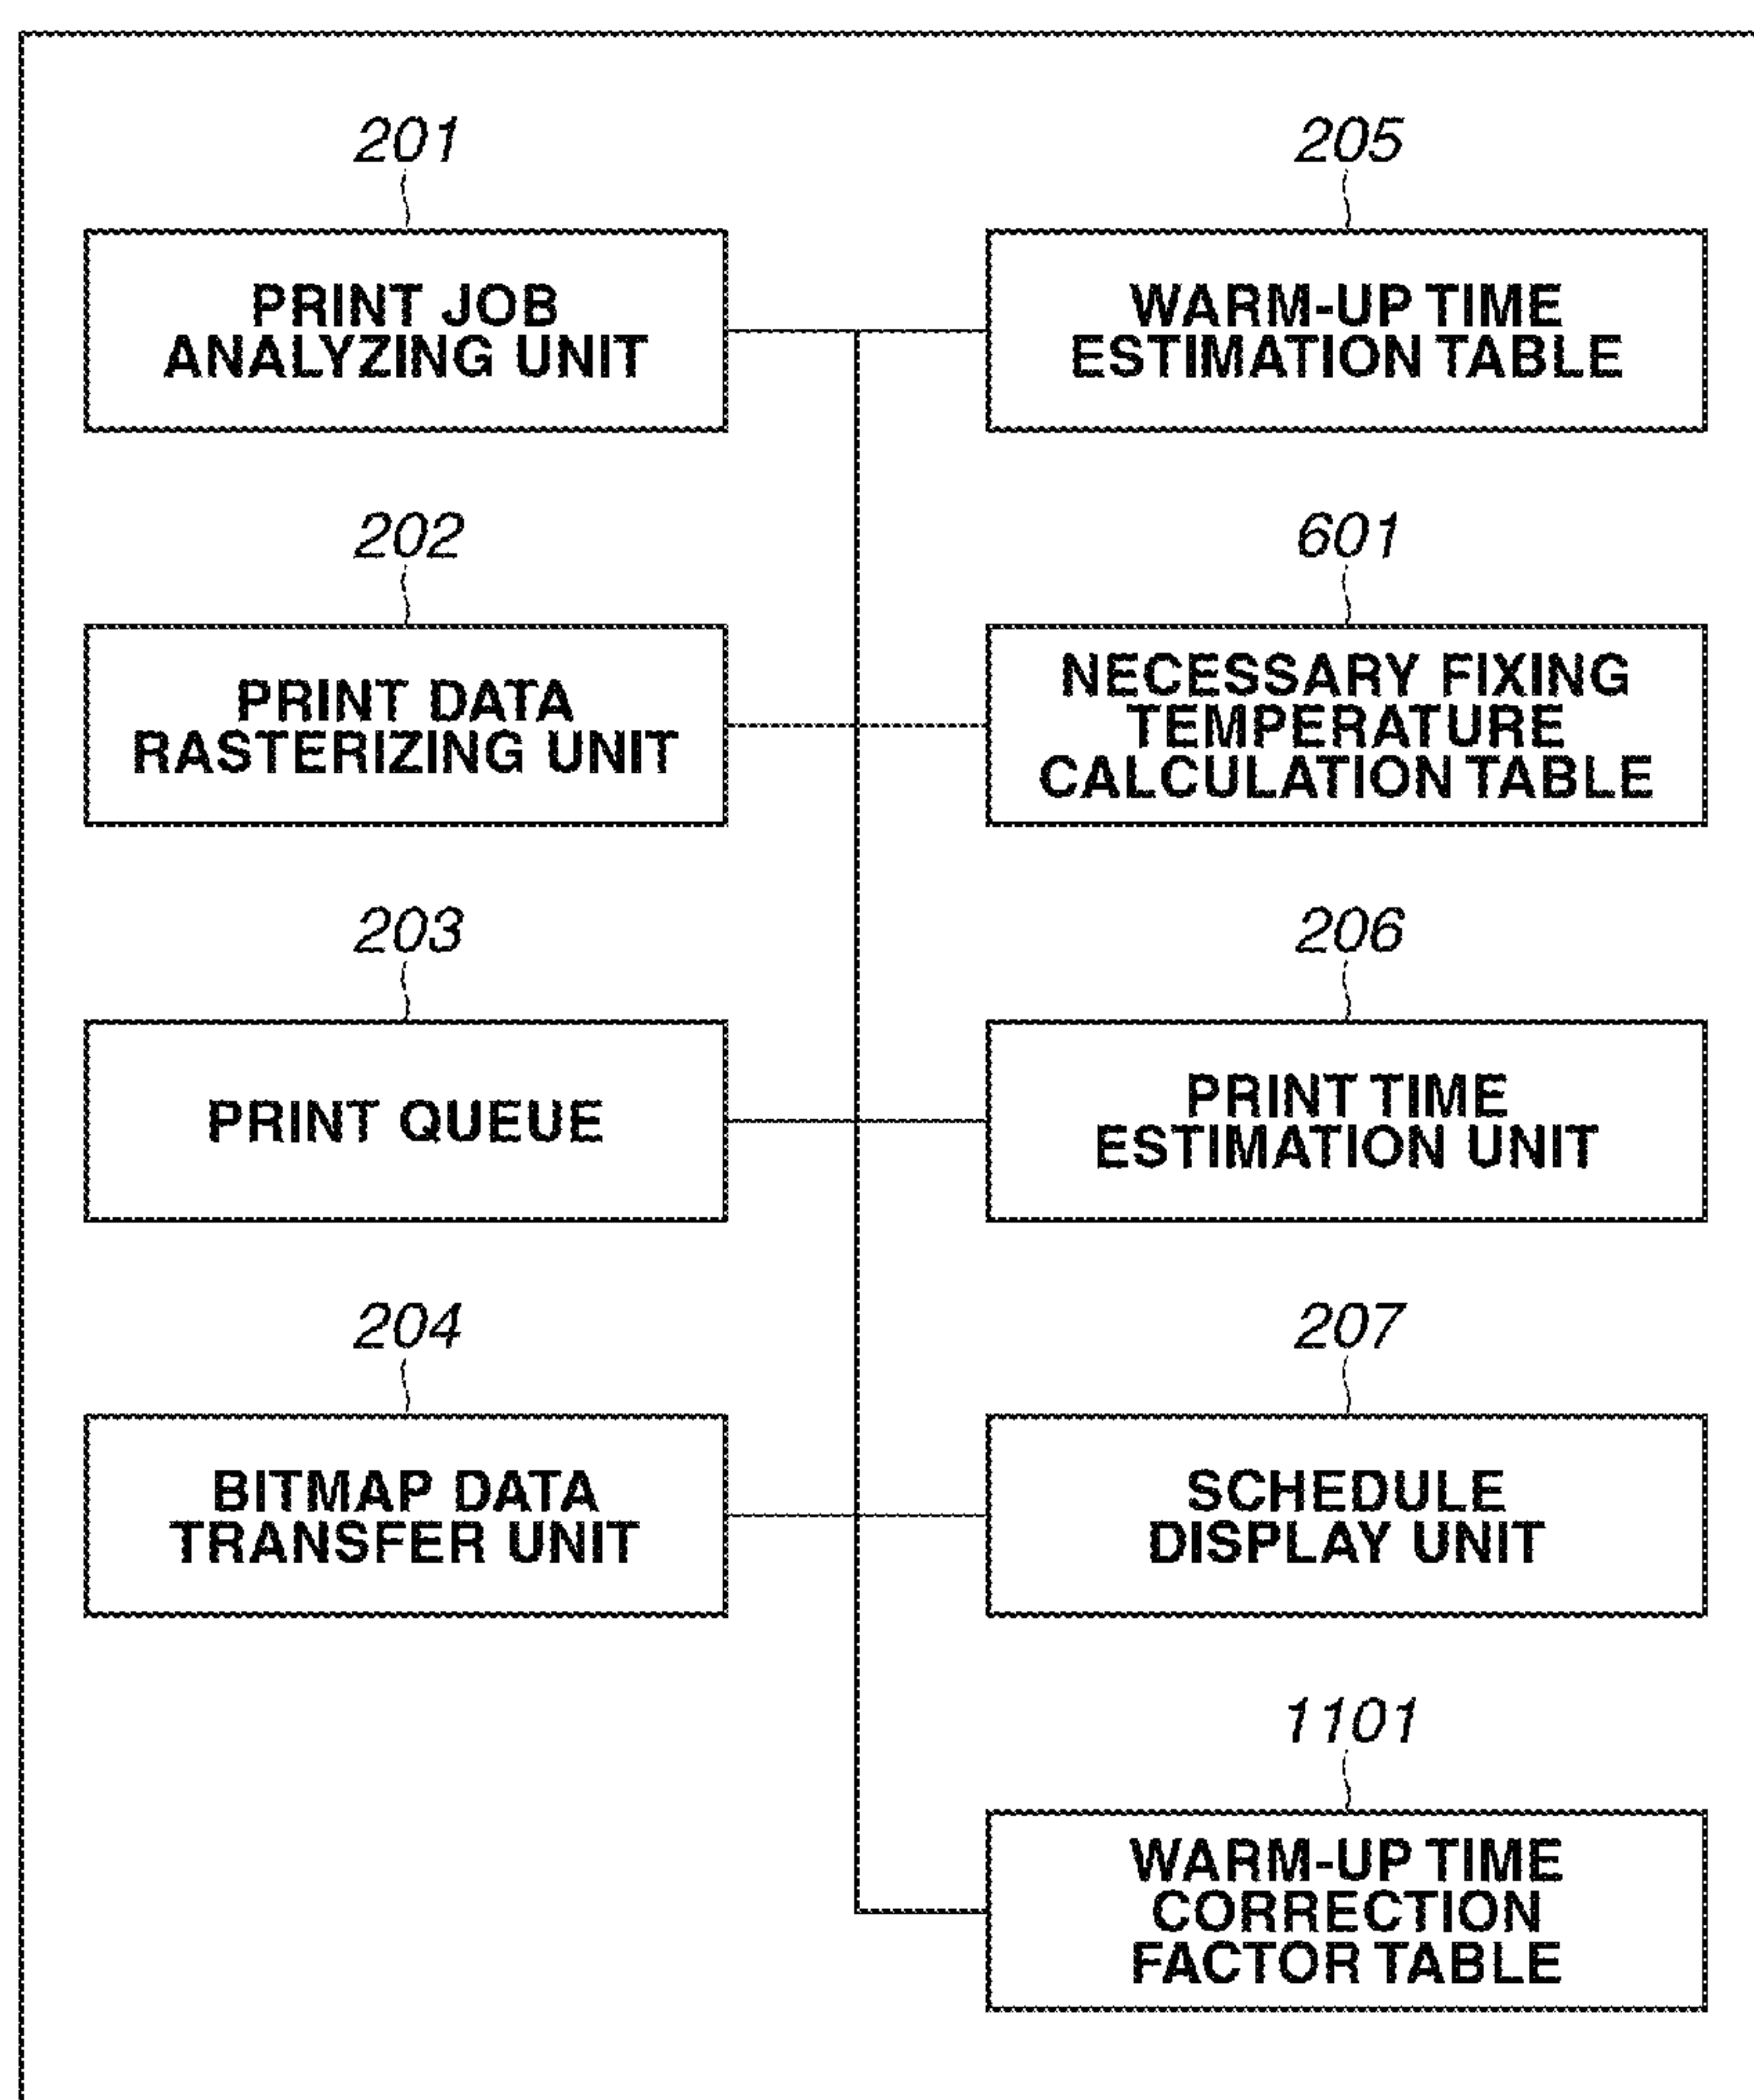 201
PRINT JOB
ANALYZING UNIT
202
PRINT DATA
RASTERIZING UNIT
203
PRINT QUEUE
204
BITMAP DATA
TRANSFER UNIT
205
WARM-UP TIME
ESTIMATION TABLE
601
NECESSARY FIXING
TEMPERATURE
CALCULATION TABLE
206
PRINT TIME
ESTIMATION UNIT
207
SCHEDULE
DISPLAY UNIT
1101
WARM-UP TIME
CORRECTION
FACTOR TABLE